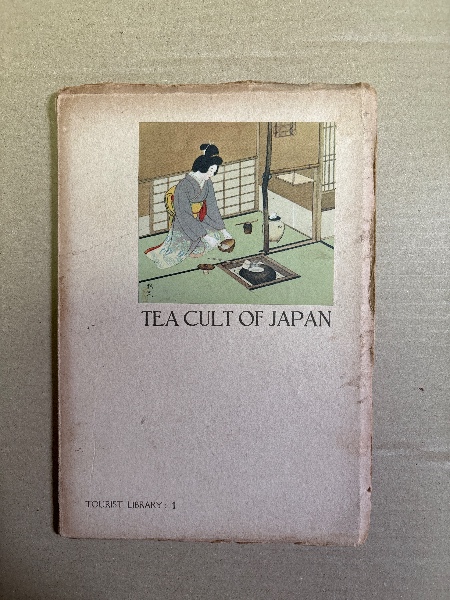 TEA CULT OF JAPAN
TOURIST LIBRARY: 1